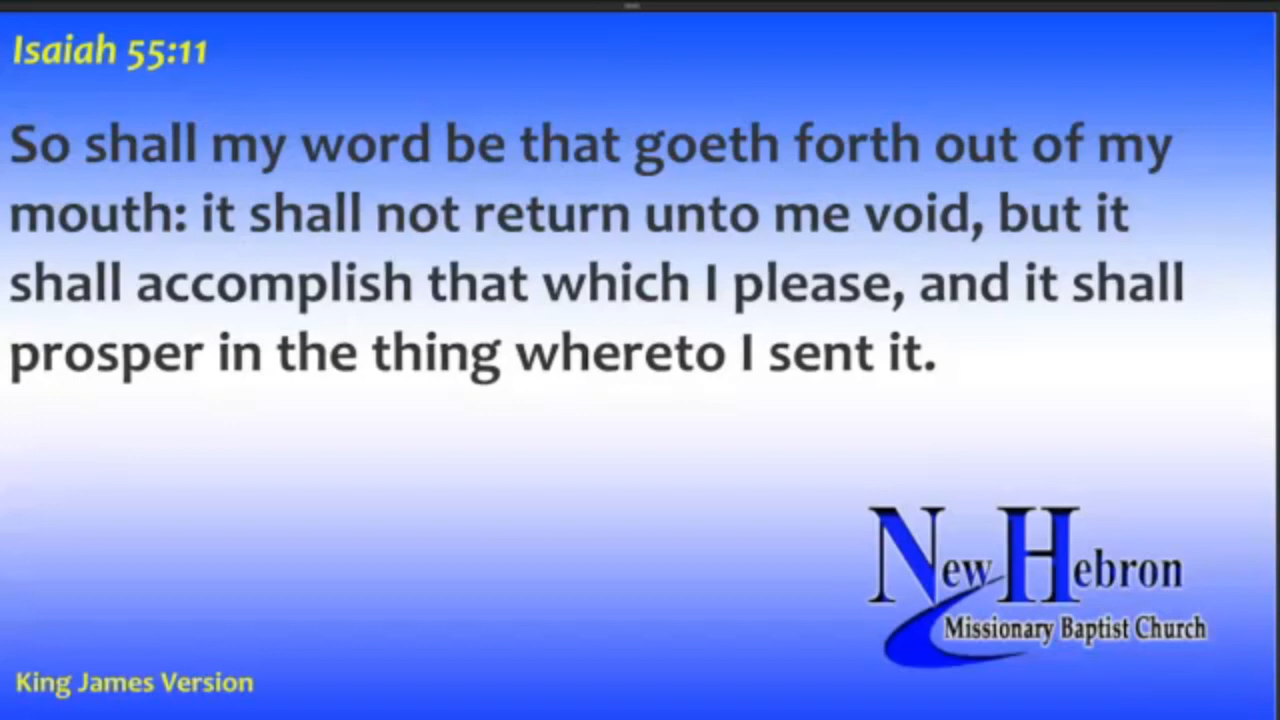 Isaiah 55:11
So shall my word be that goeth forth out of my
mouth: it shall not return unto me void, but it
shall accomplish that which I please, and it shall
prosper in the thing whereto I sent it.
New Hebron
Missionary Baptist Church
King James Version